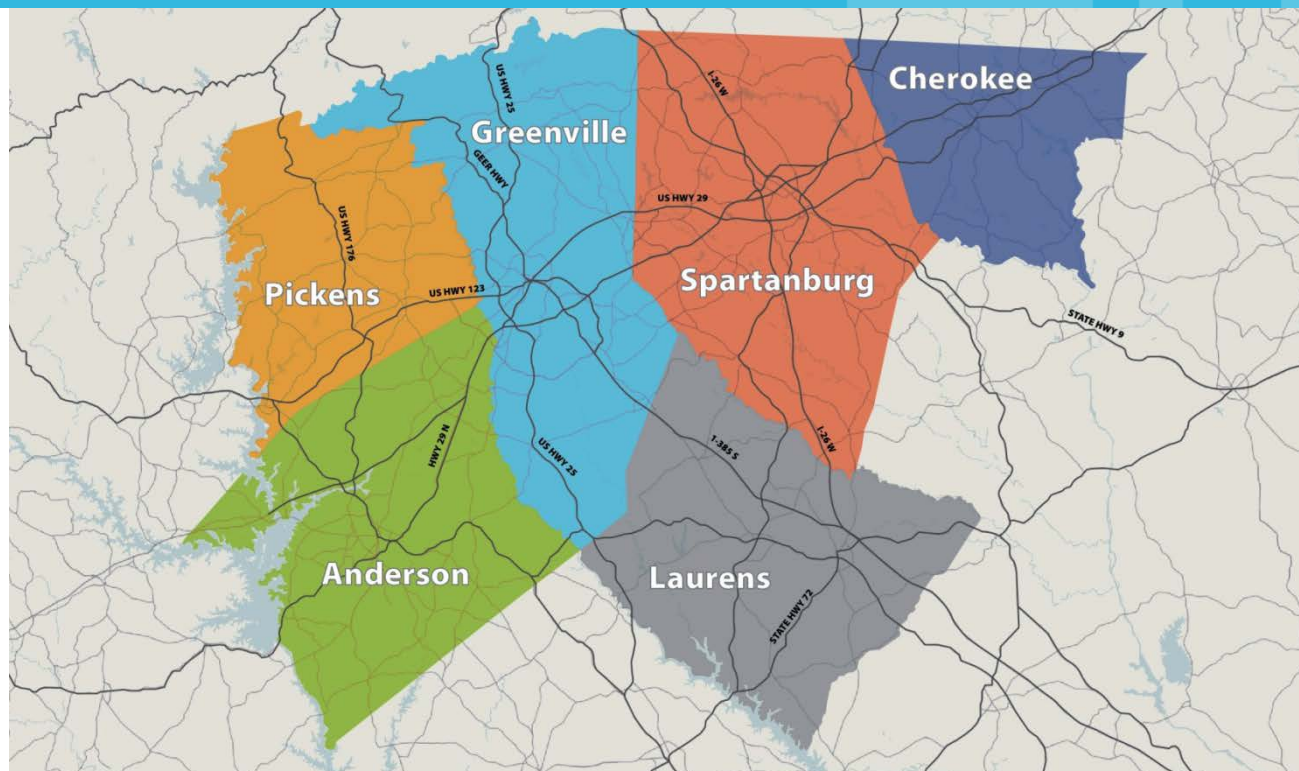 Cherokee
I-26 W
US HWY 25
Greenville
GEER HWY
US HWY 29
US HWY 176
Spartanburg
Pickens
US HWY 123
STATE HWY 9
HWY 29 N
US HWY 25
1-385 S
I-26 W
Anderson
Laurens
STATE HWY 72